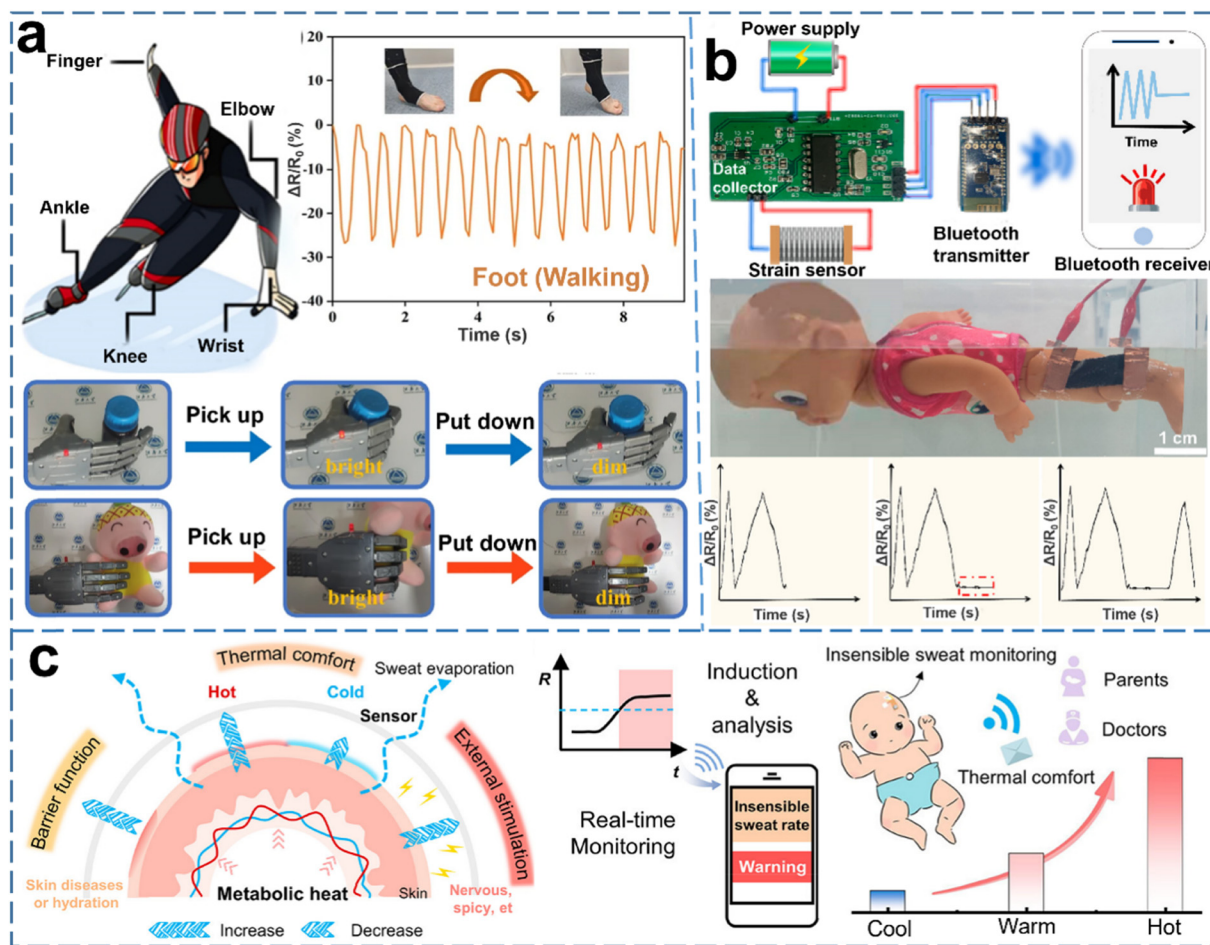 a
Finger
Elbow
Ankle
Knee
Wrist
ΔR/R₀ (%)
20
10
0
-10
-20
-30
-40
0
2
4
6
8
Foot (Walking)
Time (s)
Pick up
bright
Put down
dim
Pick up
bright
Put down
dim
b
Power supply
Data
collector
Strain sensor
Bluetooth
transmitter
Time
Bluetooth receiver
1 cm
ΔR/R₀ (%)
Time (s)
ΔR/R₀ (%)
Time (s)
ΔR/R₀ (%)
Time (s)
c
Thermal comfort
Sweat evaporation
Hot
Cold
Sensor
Barrier function
External stimulation
Skin diseases
or hydration
Metabolic heat
Skin
Nervous,
spicy, et
Increase
Decrease
R
t
Induction
&
analysis
Real-time
Monitoring
Insensible
sweat rate
Warning
Insensible sweat monitoring
Parents
Doctors
Thermal comfort
Cool
Warm
Hot